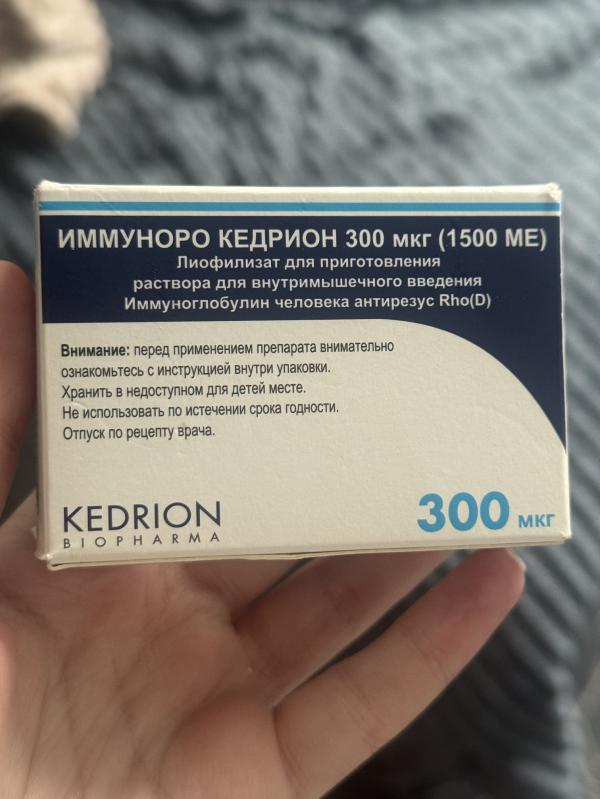 ИММУНОРО КЕДРИОН 300 мкг (1500 МЕ)
Лиофилизат для приготовления
раствора для внутримышечного введения
Иммуноглобулин человека антирезус Rho(D)
Внимание: перед применением препарата внимательно
ознакомьтесь с инструкцией внутри упаковки.
Хранить в недоступном для детей месте.
Не использовать по истечении срока годности.
Отпуск по рецепту врача.
KEDRION
BIOPHARMA
300 мкг